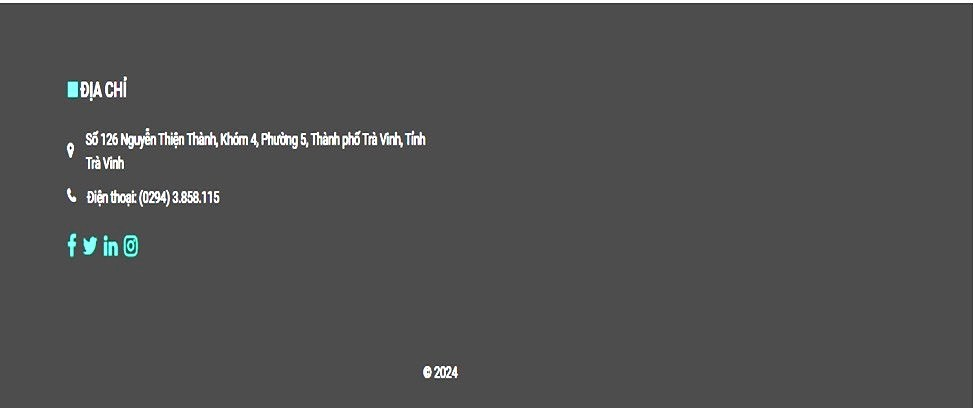 ĐỊA CHỈ
Số 126 Nguyễn Thiện Thành, Khóm 4, Phường 5, Thành phố Trà Vinh, Tỉnh
Trà Vinh
Điện thoại: (0294) 3.858.115
© 2024